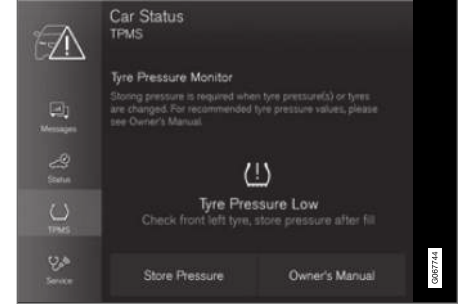 Car Status
TPMS
Tyre Pressure Monitor
Storing pressure is required when tyre pressure(s) or tyres
are changed. For recommended tyre pressure values, please
see Owner's Manual.
Messages
Status
TPMS
Service
Tyre Pressure Low
Check front left tyre, store pressure after fill
Store Pressure
Owner's Manual
G067744